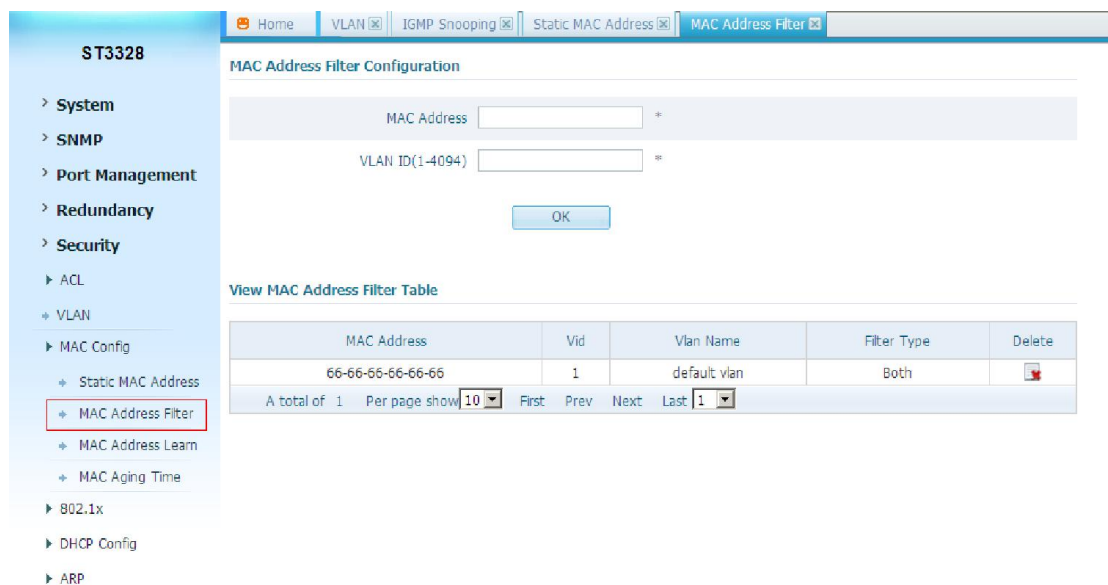 Home VLAN IGMP Snooping Static MAC Address MAC Address Filter
ST3328
System
SNMP
Port Management
Redundancy
Security
ACL
VLAN
MAC Config
Static MAC Address
MAC Address Filter
MAC Address Learn
MAC Aging Time
802.1x
DHCP Config
ARP
MAC Address Filter Configuration
MAC Address *
VLAN ID(1-4094) *
OK
View MAC Address Filter Table
MAC Address Vid Vlan Name Filter Type Delete
66-66-66-66-66-66 1 default vlan Both
A total of 1 Per page show 10 First Prev Next Last 1